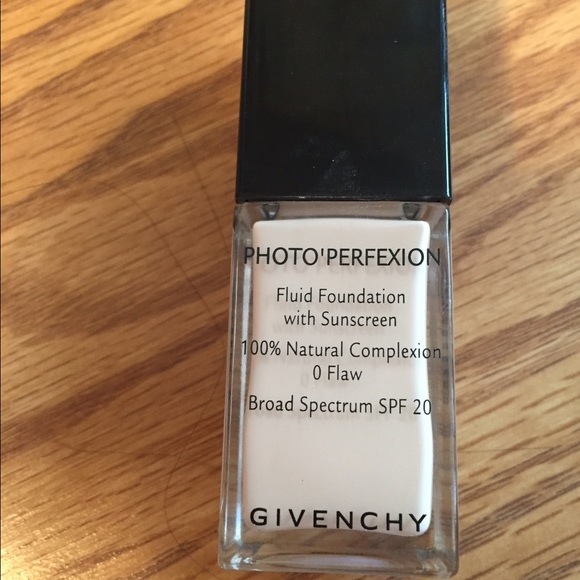 PHOTO'PERFEXION
Fluid Foundation
with Sunscreen
100% Natural Complexion
0 Flaw
Broad Spectrum SPF 20
GIVENCHY